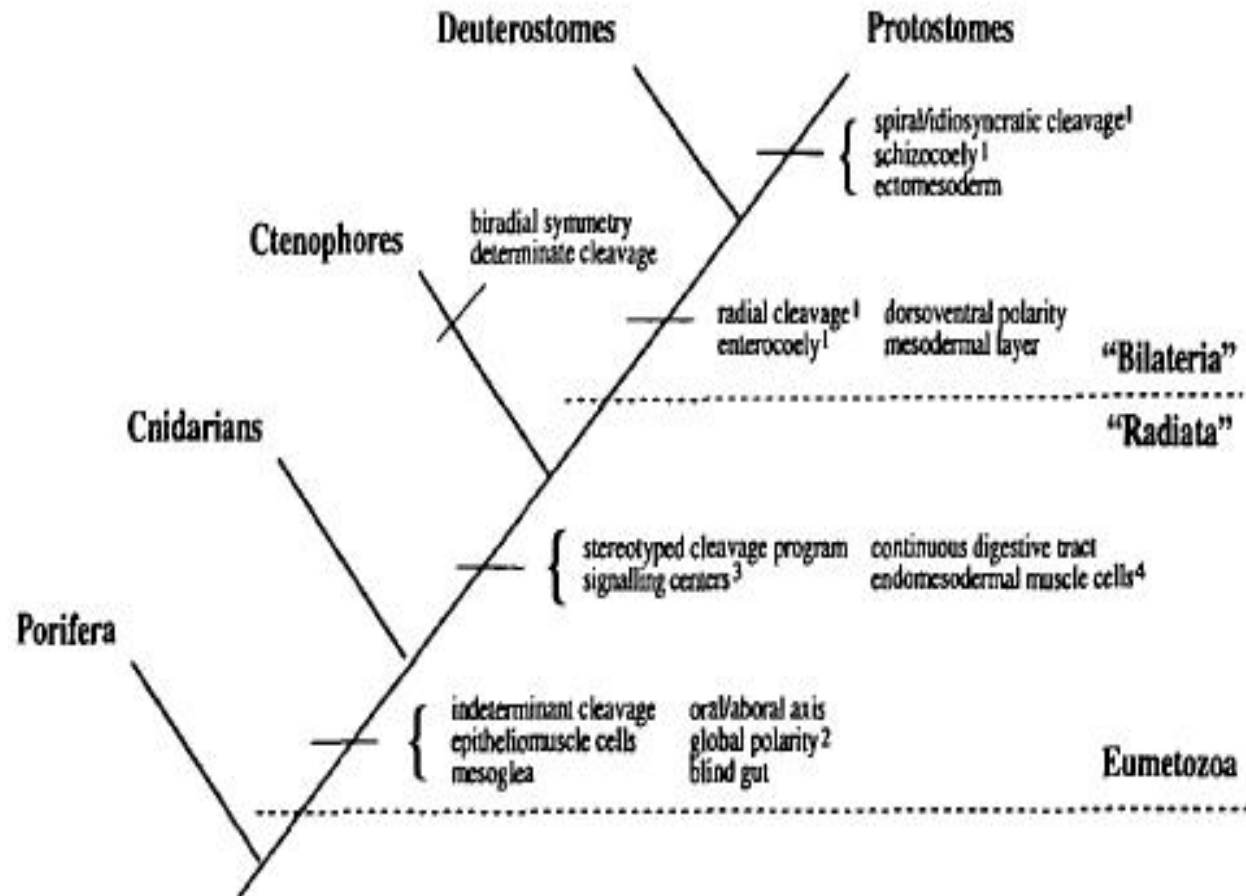 Deuterostomes
Protostomes
spiral/idiosyncratic cleavage¹
schizocoely¹
ectomesoderm
Ctenophores
biradial symmetry
determinate cleavage
radial cleavage¹ dorsoventral polarity
enterocoely¹ mesodermal layer
“Bilateria”
“Radiata”
Cnidarians
stereotyped cleavage program continuous digestive tract
signalling centers³ endomesodermal muscle cells⁴
Porifera
indeterminant cleavage oral/aboral axis
epitheliomuscle cells global polarity²
mesoglea blind gut
Eumetozoa